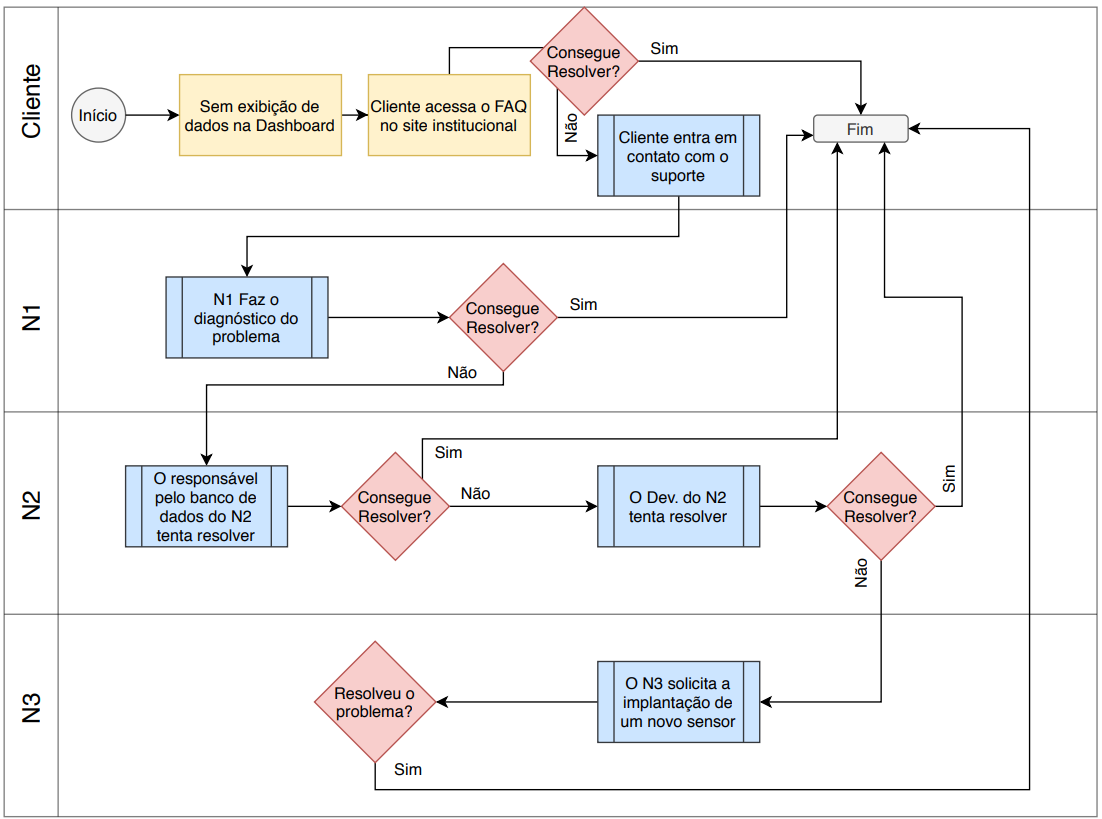 Cliente
Início
Sem exibição de
dados na Dashboard
Cliente acessa o FAQ
no site institucional
Consegue
Resolver?
Sim
Não
Cliente entra em
contato com o
suporte
Fim
N1
N1 Faz o
diagnóstico do
problema
Consegue
Resolver?
Sim
Não
N2
O responsável
pelo banco de
dados do N2
tenta resolver
Consegue
Resolver?
Sim
Não
O Dev. do N2
tenta resolver
Consegue
Resolver?
Sim
Não
N3
O N3 solicita a
implantação de
um novo sensor
Resolveu o
problema?
Sim